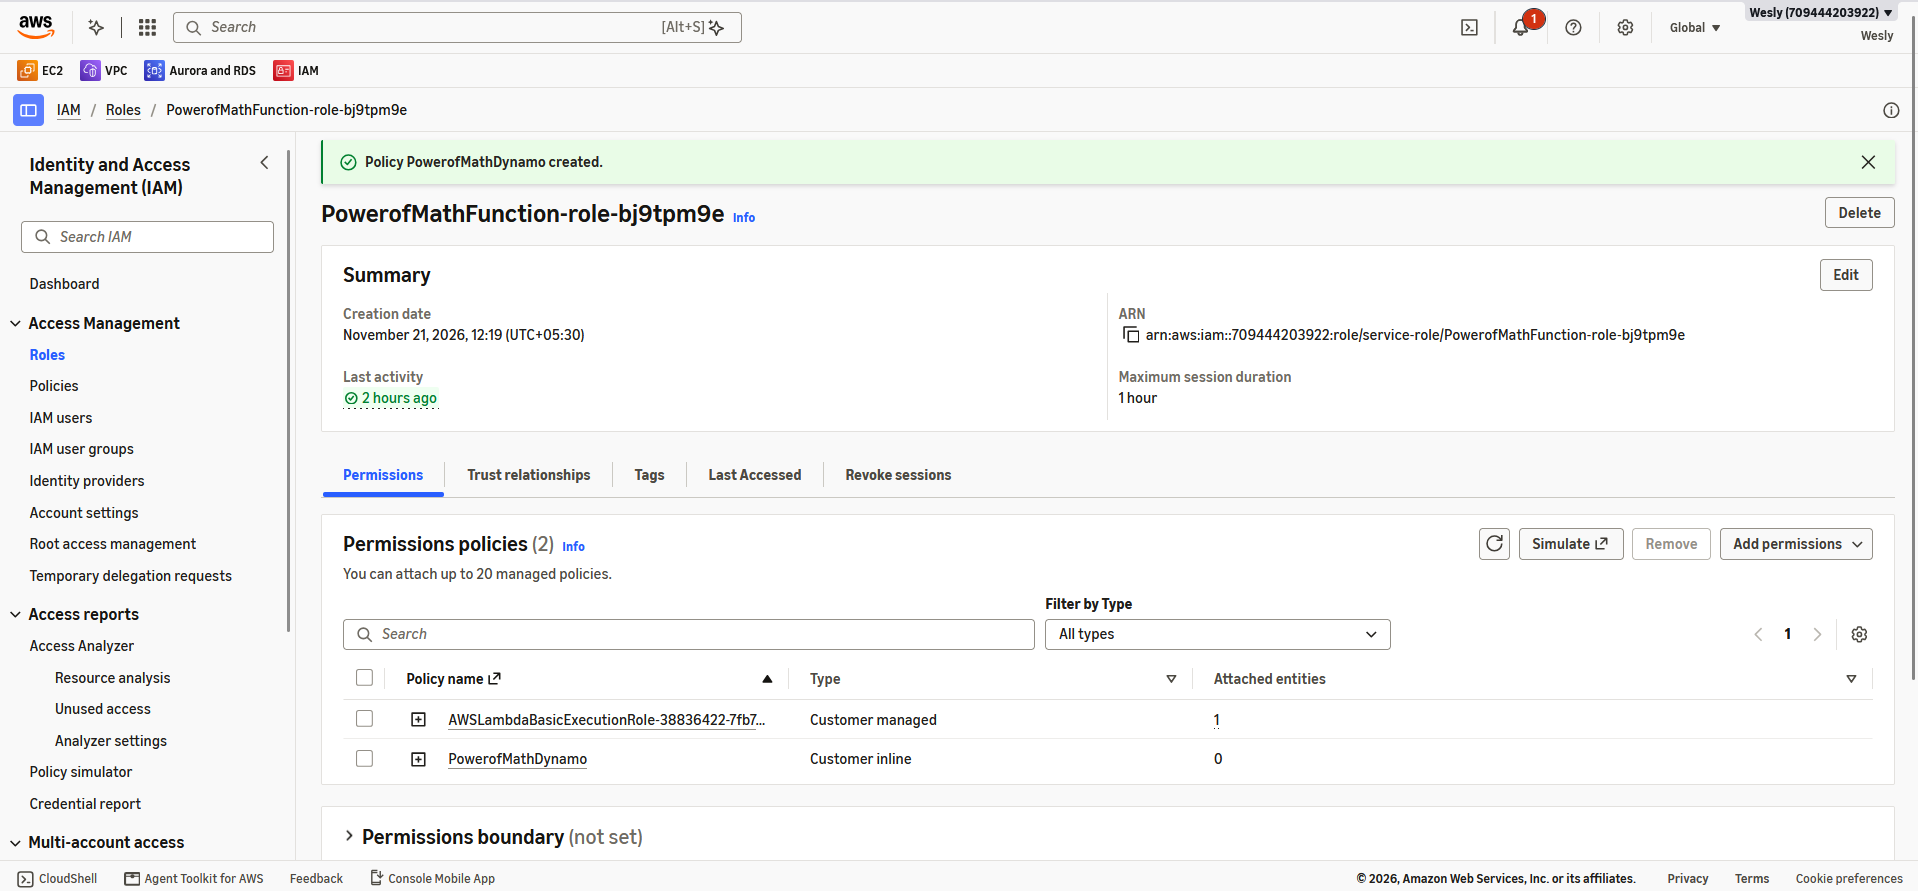 aws
Search [Alt+S]
1
Global
Wesly (709444203922)
Wesly
EC2 VPC Aurora and RDS IAM
IAM / Roles / PowerofMathFunction-role-bj9tpm9e
Identity and Access
Management (IAM)
Search IAM
Dashboard
Access Management
Roles
Policies
IAM users
IAM user groups
Identity providers
Account settings
Root access management
Temporary delegation requests
Access reports
Access Analyzer
Resource analysis
Unused access
Analyzer settings
Policy simulator
Credential report
Multi-account access
Policy PowerofMathDynamo created.
PowerofMathFunction-role-bj9tpm9e Info
Delete
Summary
Edit
Creation date
November 21, 2026, 12:19 (UTC+05:30)
ARN
arn:aws:iam::709444203922:role/service-role/PowerofMathFunction-role-bj9tpm9e
Last activity
2 hours ago
Maximum session duration
1 hour
Permissions Trust relationships Tags Last Accessed Revoke sessions
Permissions policies (2) Info
Simulate Remove Add permissions
You can attach up to 20 managed policies.
Filter by Type
Search
All types
1
Policy name Type Attached entities
AWSLambdaBasicExecutionRole-38836422-7fb7... Customer managed 1
PowerofMathDynamo Customer inline 0
Permissions boundary (not set)
CloudShell Agent Toolkit for AWS Feedback Console Mobile App © 2026, Amazon Web Services, Inc. or its affiliates. Privacy Terms Cookie preferences